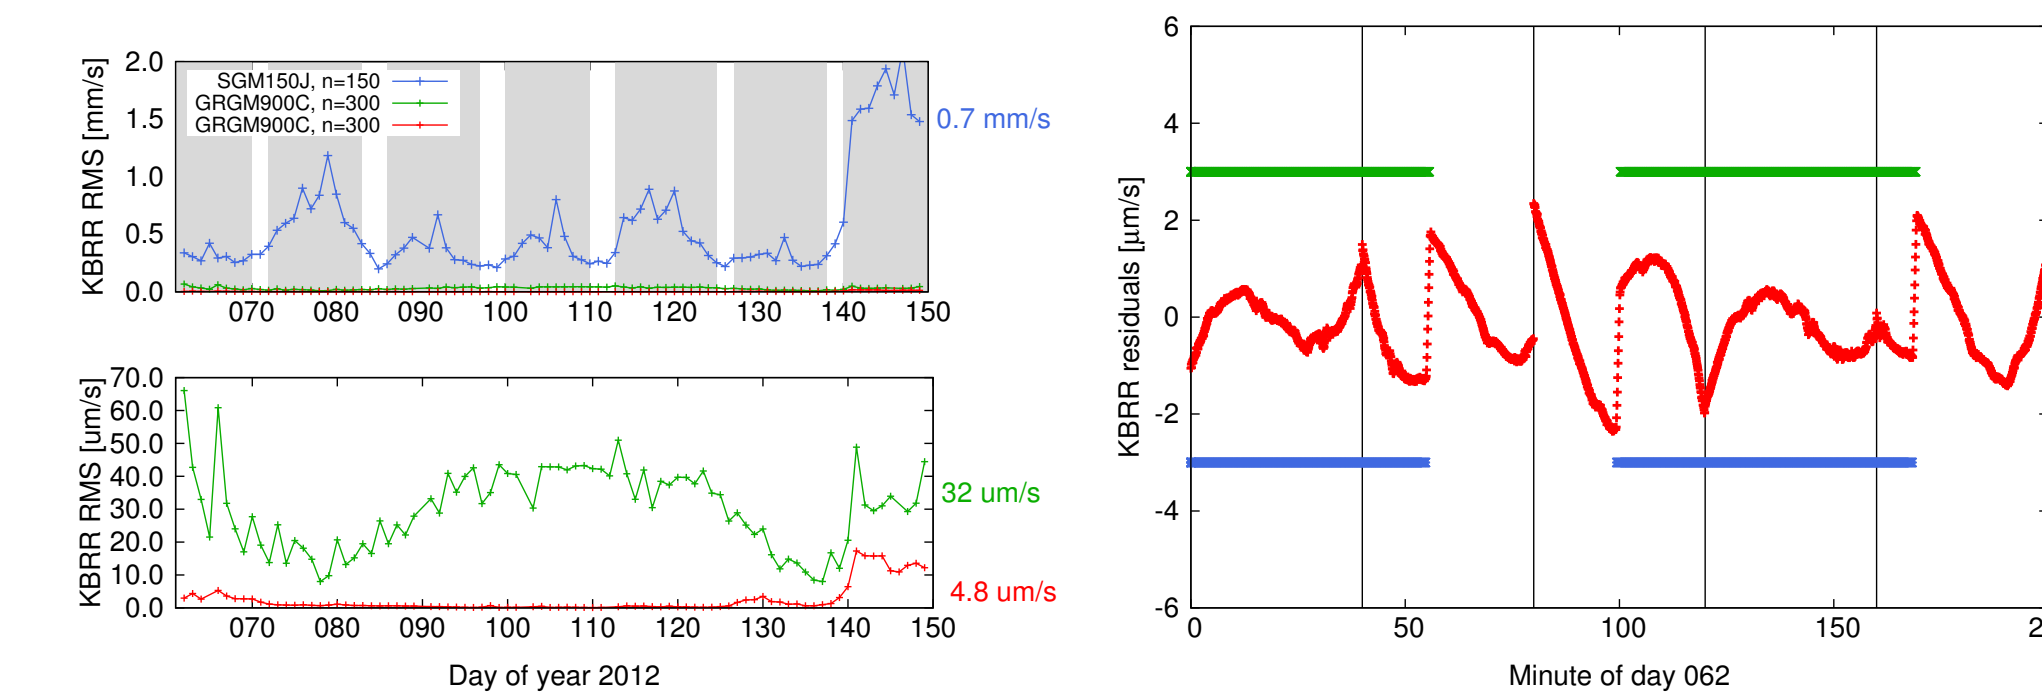 KBRR RMS [mm/s]
2.0
1.5
1.0
0.5
0.0
SGM150J, n=150
GRGM900C, n=300
GRGM900C, n=300
0.7 mm/s
070 080 090 100 110 120 130 140 150
KBRR RMS [um/s]
70.0
60.0
50.0
40.0
30.0
20.0
10.0
0.0
32 um/s
4.8 um/s
070 080 090 100 110 120 130 140 150
Day of year 2012
KBRR residuals [µm/s]
6
4
2
0
-2
-4
-6
0 50 100 150 2
Minute of day 062